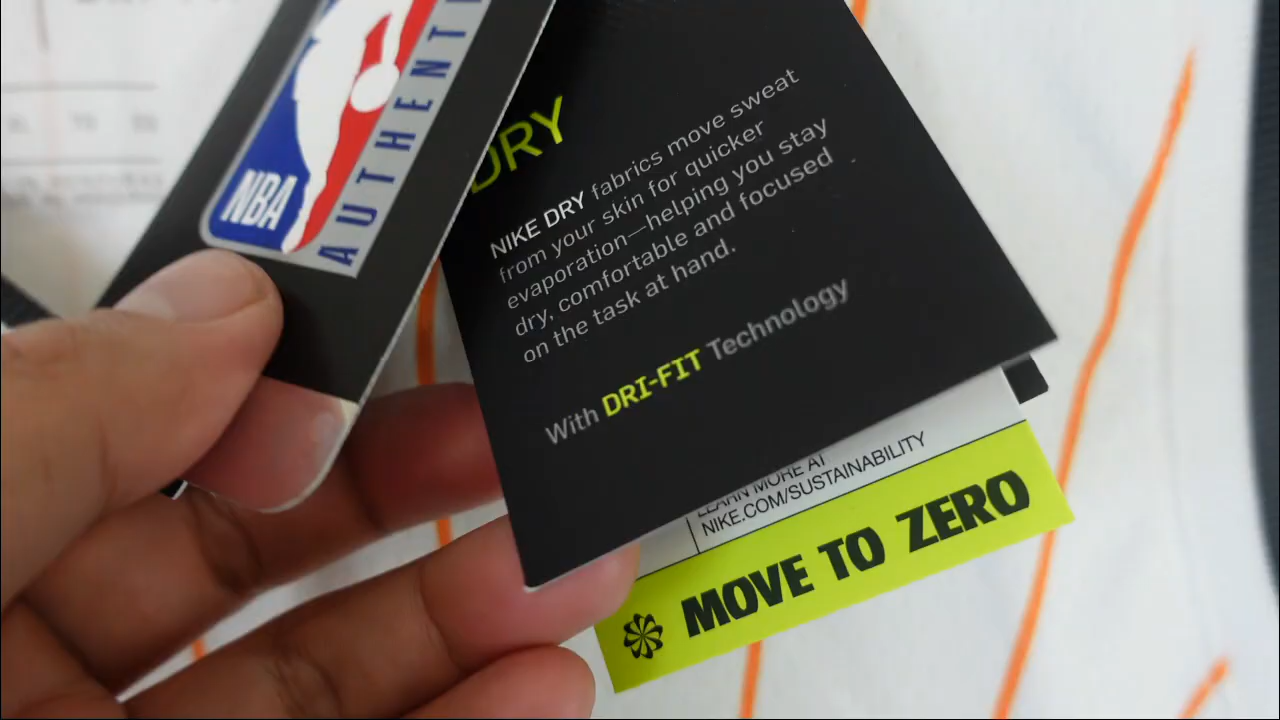 NBA
AUTHENTI
DRY
NIKE DRY fabrics move sweat
from your skin for quicker
evaporation—helping you stay
dry, comfortable and focused
on the task at hand.
With DRI-FIT Technology
LEARN MORE AT
NIKE.COM/SUSTAINABILITY
MOVE TO ZERO